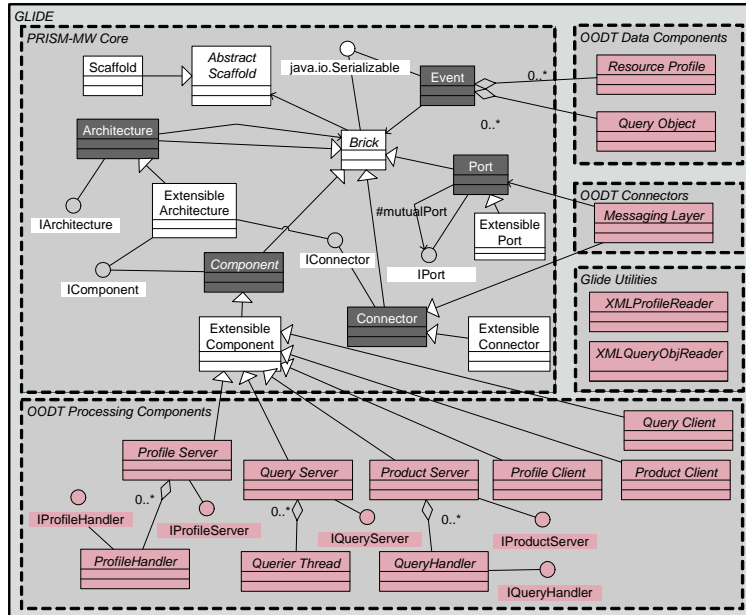 GLIDE
PRISM-MW Core
OODT Data Components
Scaffold
Abstract
Scaffold
java.io.Serializable
Event
0..*
Resource Profile
0..*
Query Object
Architecture
Brick
Port
OODT Connectors
Extensible
Architecture
#mutualPort
Extensible
Port
Messaging Layer
IArchitecture
IConnector
IPort
IComponent
Component
Glide Utilities
XMLProfileReader
Connector
Extensible
Component
Extensible
Connector
XMLQueryObjReader
OODT Processing Components
Query Client
Profile Server
Query Server
Product Server
Profile Client
Product Client
0..*
IProfileHandler
IProfileServer
0..*
IQueryServer
0..*
IProductServer
ProfileHandler
Querier Thread
QueryHandler
IQueryHandler